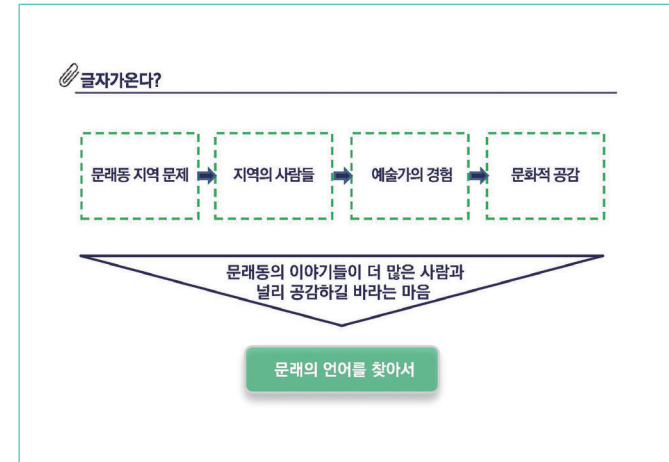 글자가온다?
문래동 지역 문제
지역의 사람들
예술가의 경험
문화적 공감
문래동의 이야기들이 더 많은 사람과
널리 공감하길 바라는 마음
문래의 언어를 찾아서